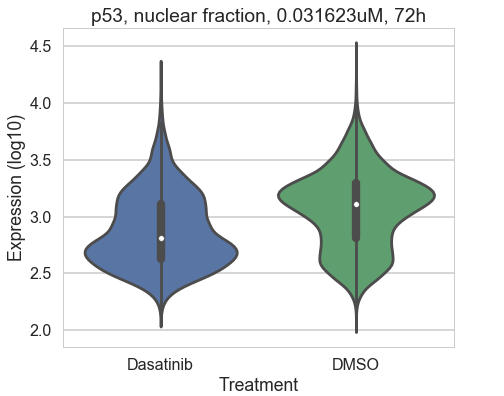 p53, nuclear fraction, 0.031623uM, 72h
4.5
4.0
3.5
3.0
2.5
2.0
Expression (log10)
Dasatinib
DMSO
Treatment